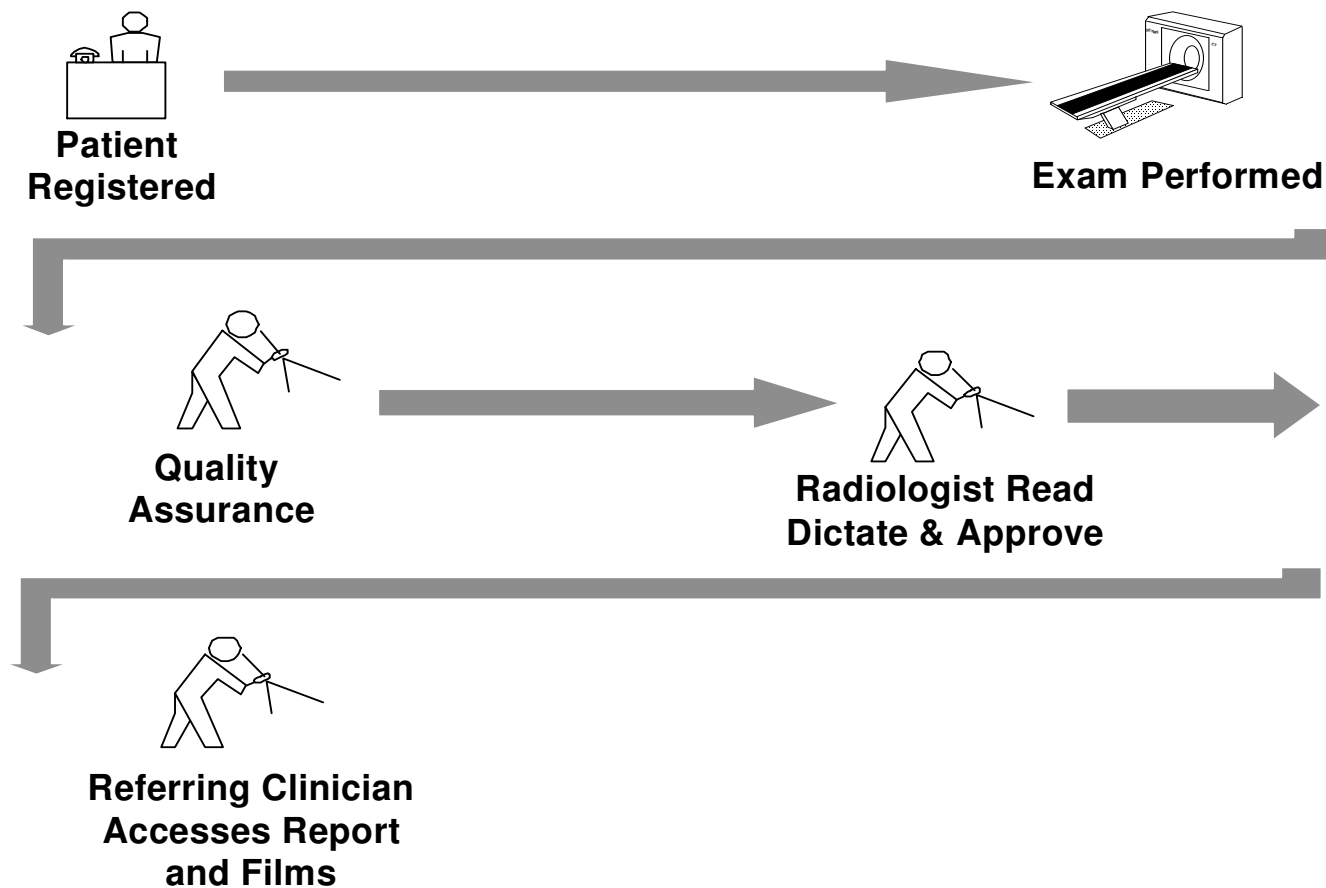 Patient
Registered
Exam Performed
Quality
Assurance
Radiologist Read
Dictate & Approve
Referring Clinician
Accesses Report
and Films